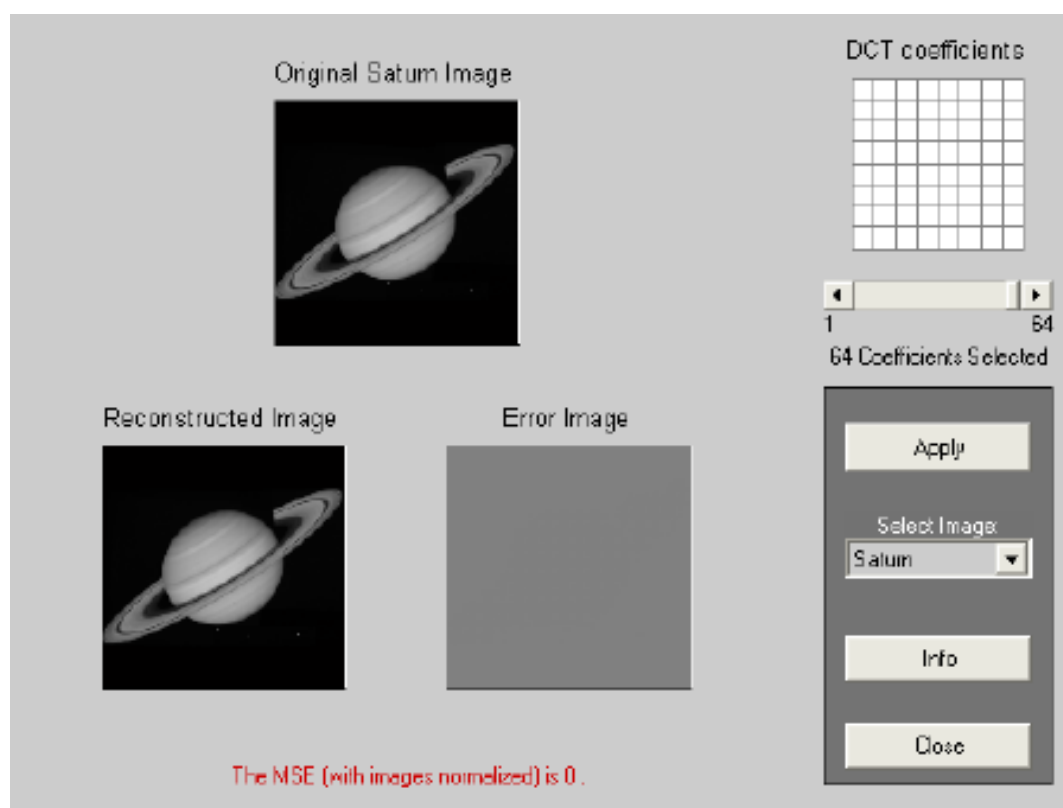 DCT coefficients
Original Saturn Image
1 64
64 Coefficients Selected
Reconstructed Image
Error Image
Apply
Select Image:
Saturn
Info
Close
The MSE (with images normalized) is 0 .